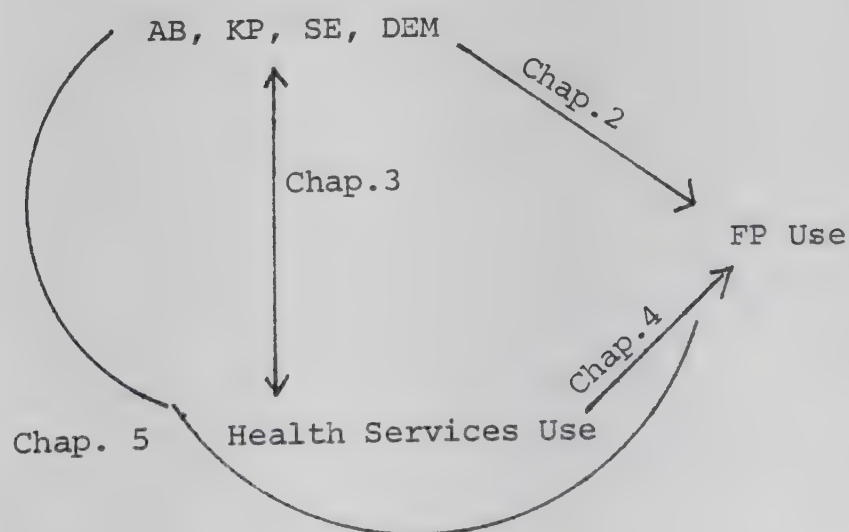 AB, KP, SE, DEM
Chap.2
Chap.3
FP Use
Chap.4
Chap. 5
Health Services Use